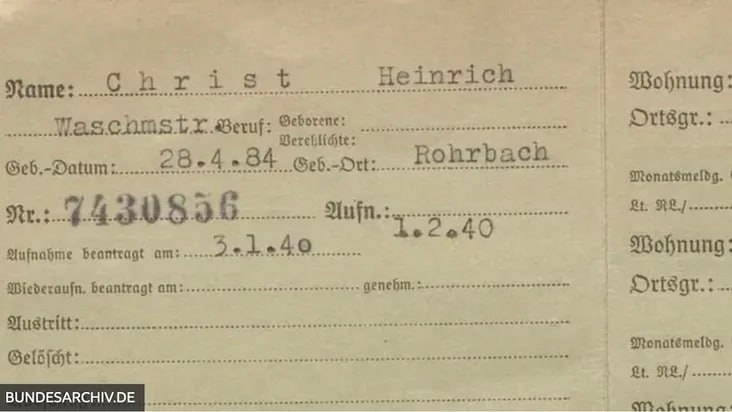 Name: Christ Heinrich
Waschmstr. Beruf: Geborene:
Verehlichte:
Geb.-Datum: 28.4.84 Geb.-Ort: Rohrbach
Nr.: 7430856 Aufn.: 1.2.40
Aufnahme beantragt am: 3.1.40
Wiederaufn. beantragt am: genehm.:
Austritt:
Gelöscht:
Wohnung:
Ortsgr.:
Monatsmeldg.
Lt. RL./
Wohnung:
Ortsgr.:
Monatsmeldg.
Lt. RL./
Wohnung:
BUNDESARCHIV.DE